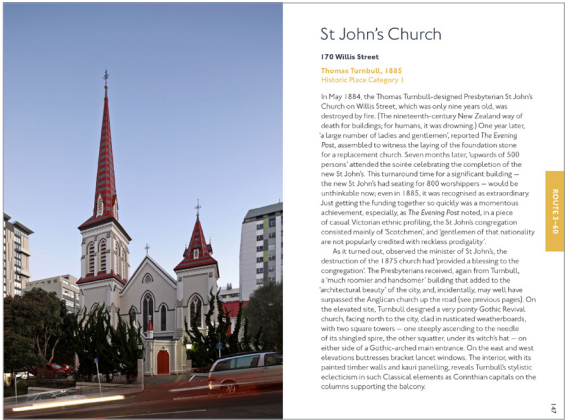 St John's Church
170 Willis Street
Thomas Turnbull, 1885
Historic Place Category 1
In May 1884, the Thomas Turnbull-designed Presbyterian St John's
Church on Willis Street, which was only nine years old, was
destroyed by fire. (The nineteenth-century New Zealand way of
death for buildings; for humans, it was drowning.) One year later,
'a large number of ladies and gentlemen', reported The Evening
Post, assembled to witness the laying of the foundation stone
for a replacement church. Seven months later, 'upwards of 500
persons' attended the soirée celebrating the completion of the
new St John's. This turnaround time for a significant building —
the new St John's had seating for 800 worshippers — would be
unthinkable now; even in 1885, it was recognised as extraordinary.
Just getting the funding together so quickly was a momentous
achievement, especially, as The Evening Post noted, in a piece
of casual Victorian ethnic profiling, the St John's congregation
consisted mainly of 'Scotchmen', and 'gentlemen of that nationality
are not popularly credited with reckless prodigality'.
As it turned out, observed the minister of St John's, the
destruction of the 1875 church had 'provided a blessing to the
congregation'. The Presbyterians received, again from Turnbull,
a 'much roomier and handsomer' building that added to the
'architectural beauty' of the city, and, incidentally, may well have
surpassed the Anglican church up the road (see previous pages). On
the elevated site, Turnbull designed a very pointy Gothic Revival
church, facing north to the city, clad in rusticated weatherboards,
with two square towers — one steeply ascending to the needle
of its shingled spire, the other squatter, under its witch's hat — on
either side of a Gothic-arched main entrance. On the east and west
elevations buttresses bracket lancet windows. The interior, with its
painted timber walls and kauri panelling, reveals Turnbull's stylistic
eclecticism in such Classical elements as Corinthian capitals on the
columns supporting the balcony.
ROUTE 3–60
147